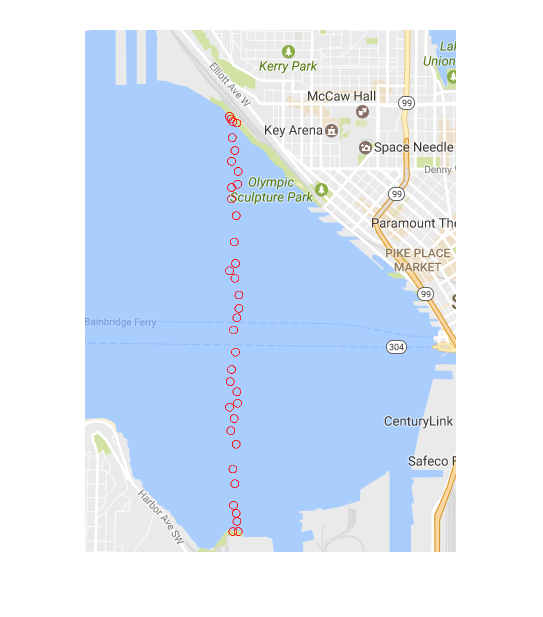 Lake
Union
Kerry Park
Elliott Ave W
McCaw Hall
99
Key Arena
Space Needle
Denny
Olympic
Sculpture Park
99
Paramount The
PIKE PLACE
MARKET
99
S
Bainbridge Ferry
304
CenturyLink
Safeco F
Harbor Ave SW